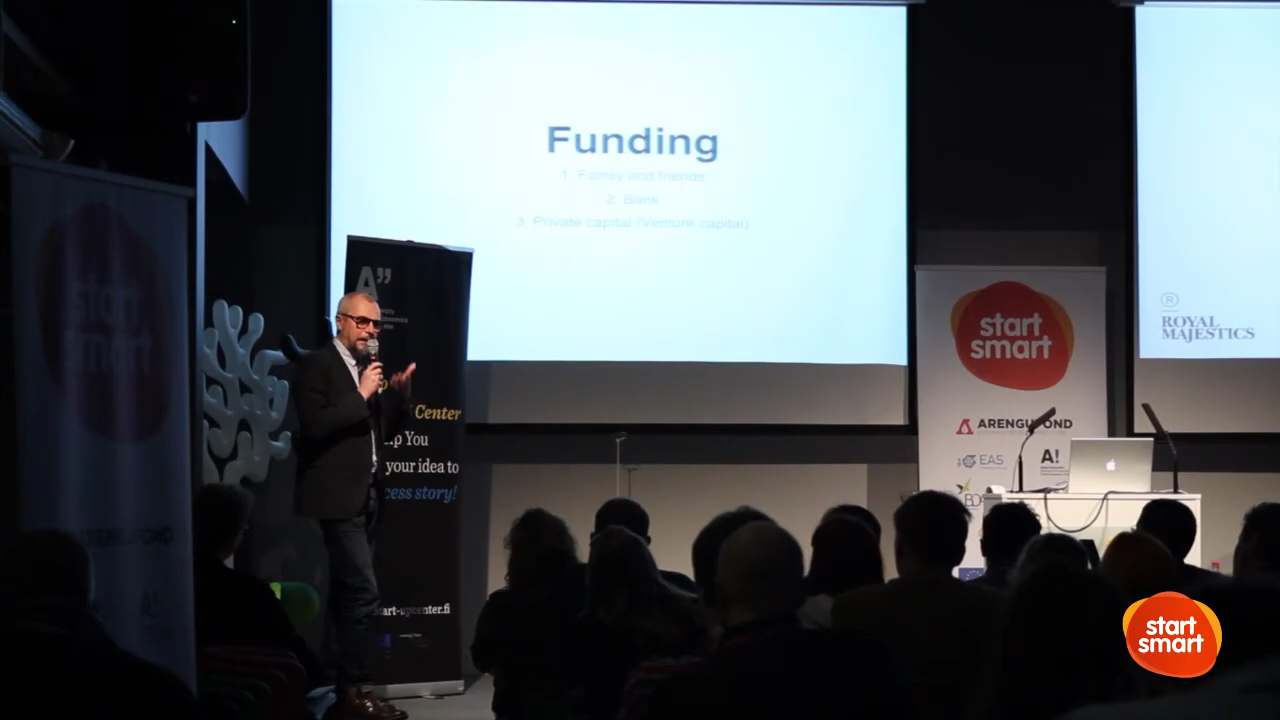 Funding
1. Family and friends
2. Bank
3. Private capital (Venture capital)
A”
Center
You
your idea to
cess story!
start-upcenter.fi
start
smart
start
smart
ARENGUFOND
EAS
A!
®
ROYAL
MAJESTICS
start
smart